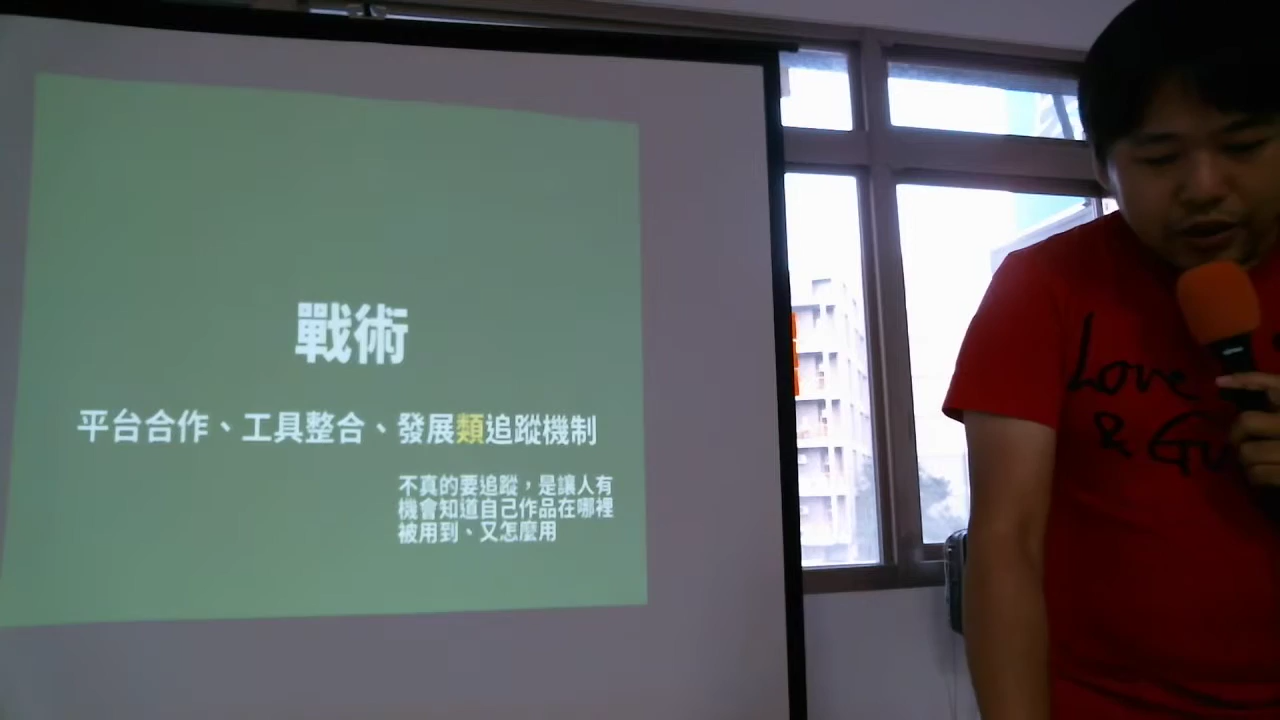 戰術
平台合作、工具整合、發展類追蹤機制
不真的要追蹤，是讓人有
機會知道自己作品在哪裡
被用到、又怎麼用
Love
& Gu